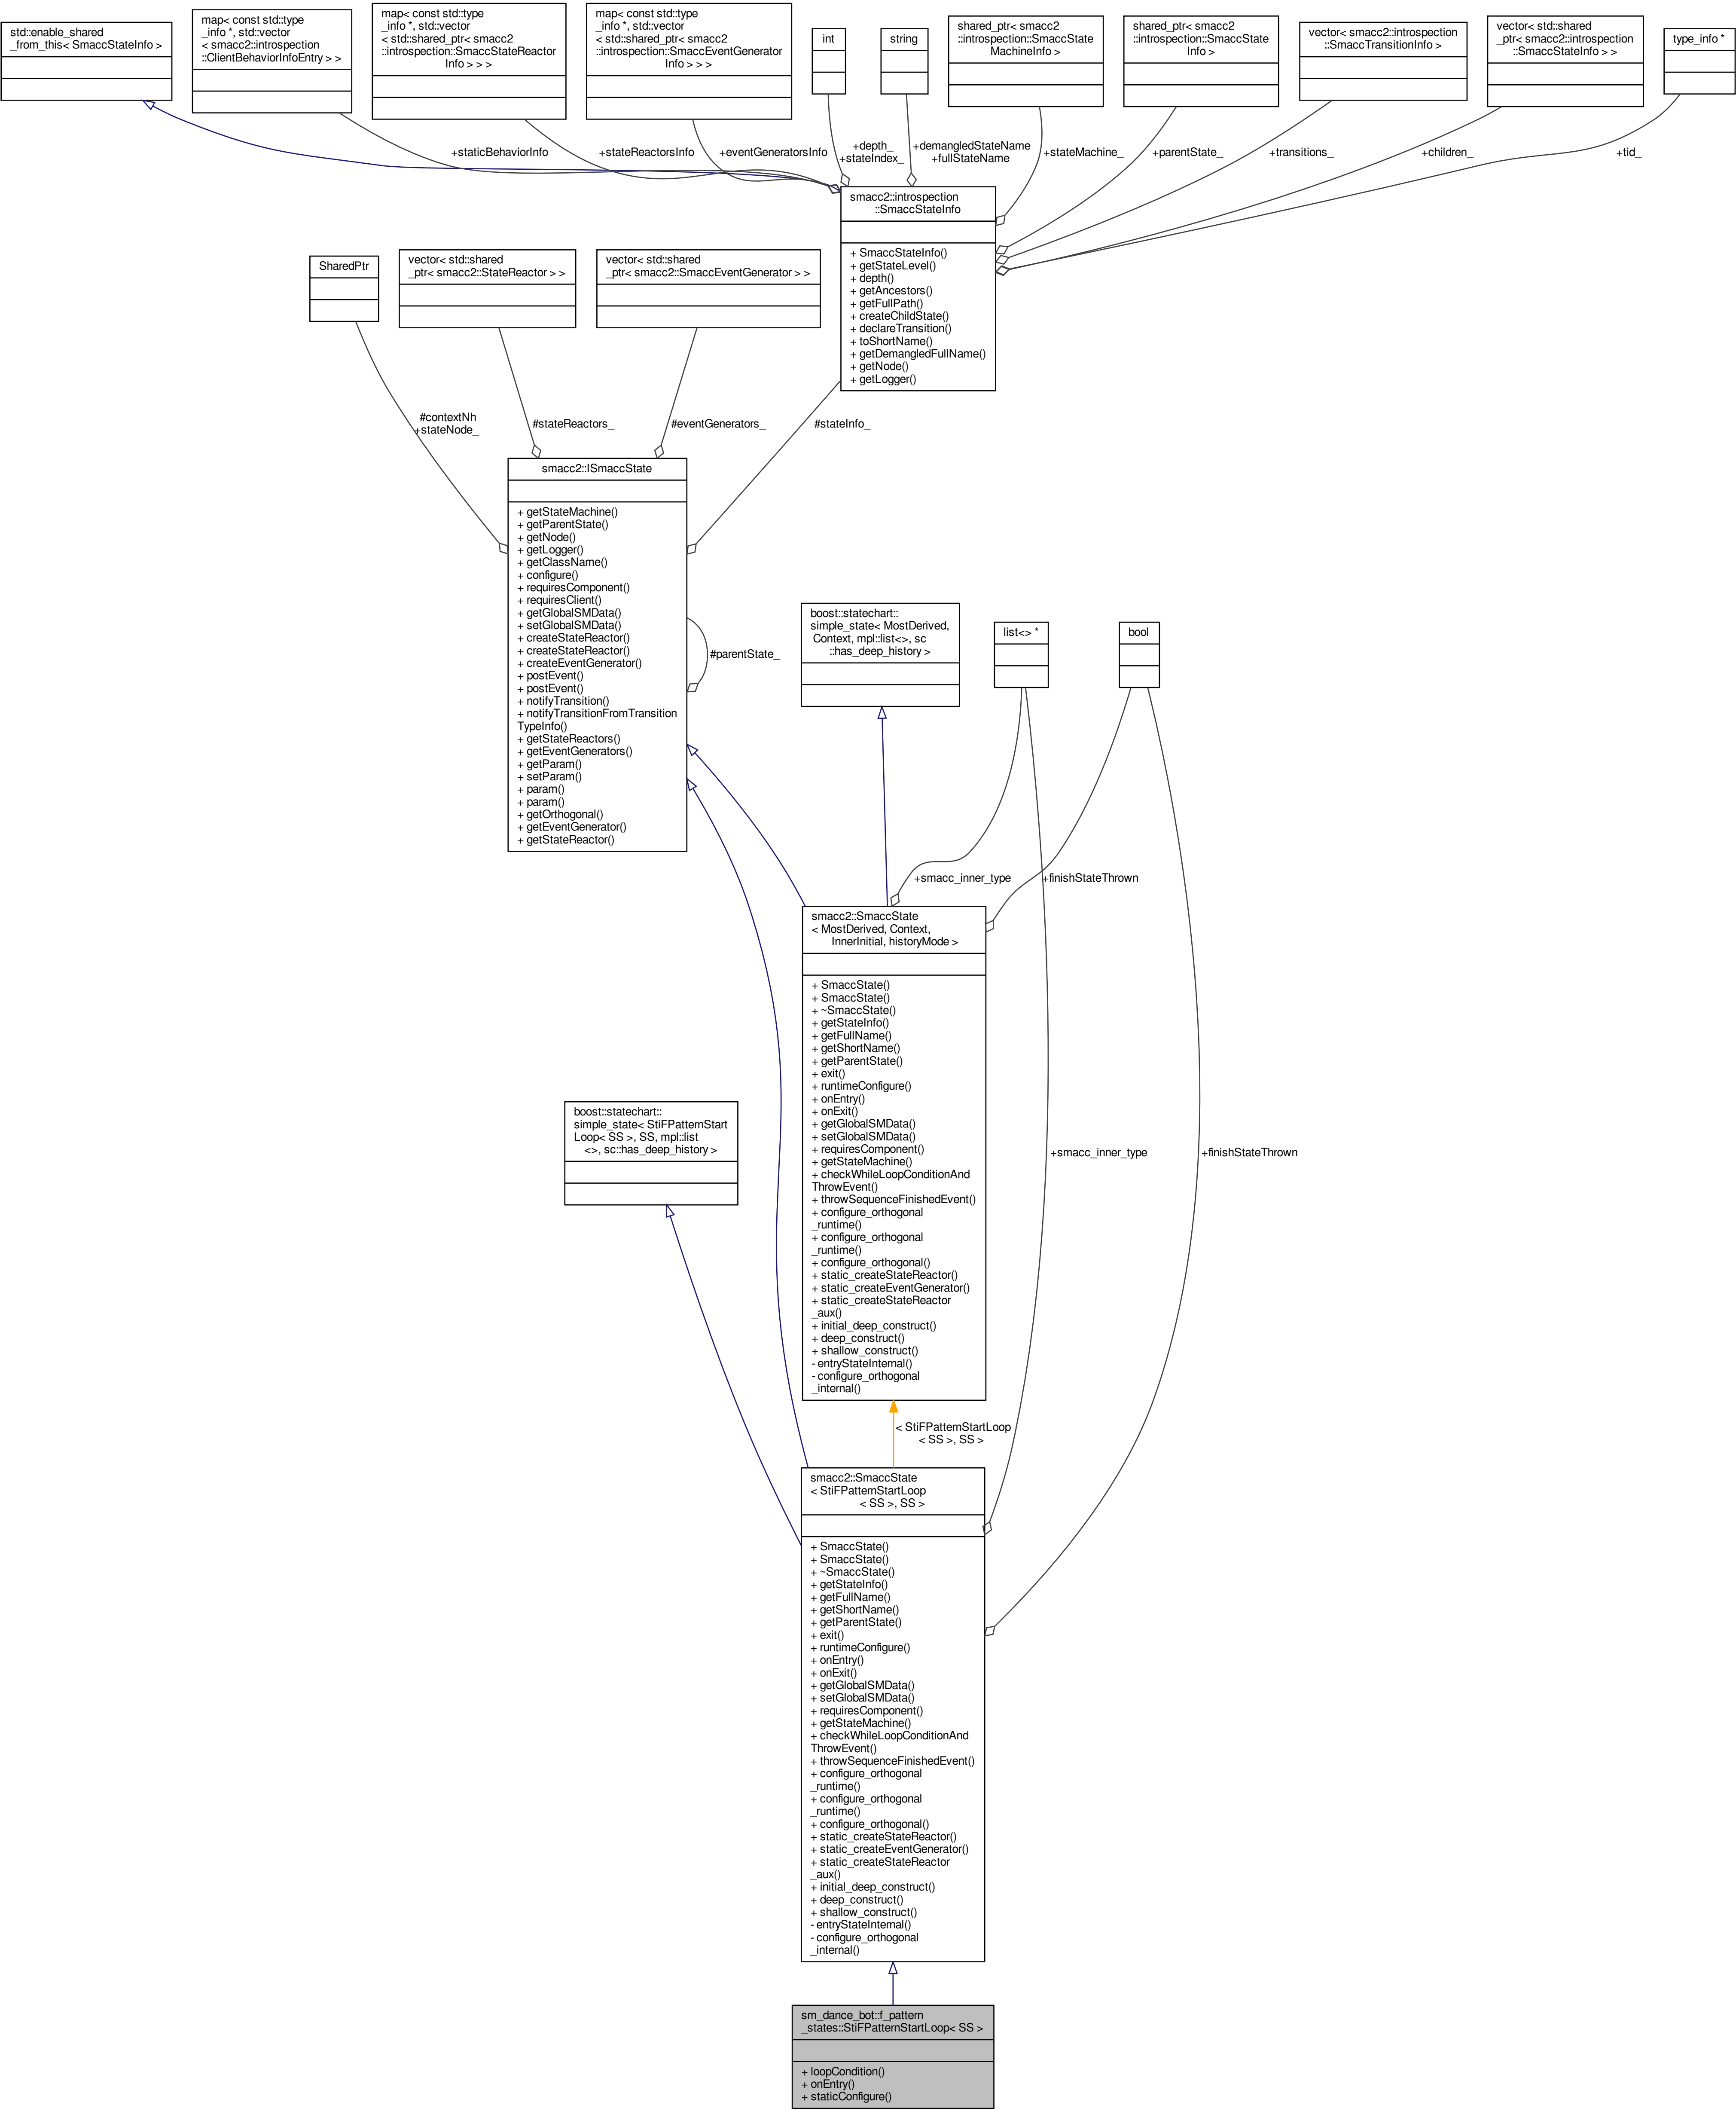 std::enable_shared
_from_this< SmaccStateInfo >
map< const std::type
_info *, std::vector
< smacc2::introspection
::ClientBehaviorInfoEntry > >
map< const std::type
_info *, std::vector
< std::shared_ptr< smacc2
::introspection::SmaccStateReactor
Info > > >
map< const std::type
_info *, std::vector
< std::shared_ptr< smacc2
::introspection::SmaccEventGenerator
Info > > >
int
string
shared_ptr< smacc2
::introspection::SmaccState
MachineInfo >
shared_ptr< smacc2
::introspection::SmaccState
Info >
vector< smacc2::introspection
::SmaccTransitionInfo >
vector< std::shared
_ptr< smacc2::introspection
::SmaccStateInfo > >
type_info *
+staticBehaviorInfo
+stateReactorsInfo
+eventGeneratorsInfo
+depth_
+stateIndex_
+demangledStateName
+fullStateName
+stateMachine_
+parentState_
+transitions_
+children_
+tid_
smacc2::introspection
::SmaccStateInfo
+ SmaccStateInfo()
+ getStateLevel()
+ depth()
+ getAncestors()
+ getFullPath()
+ createChildState()
+ declareTransition()
+ toShortName()
+ getDemangledFullName()
+ getNode()
+ getLogger()
SharedPtr
vector< std::shared
_ptr< smacc2::StateReactor > >
vector< std::shared
_ptr< smacc2::SmaccEventGenerator > >
#contextNh
+stateNode_
#stateReactors_
#eventGenerators_
#stateInfo_
smacc2::ISmaccState
+ getStateMachine()
+ getParentState()
+ getNode()
+ getLogger()
+ getClassName()
+ configure()
+ requiresComponent()
+ requiresClient()
+ getGlobalSMData()
+ setGlobalSMData()
+ createStateReactor()
+ createStateReactor()
+ createEventGenerator()
+ postEvent()
+ postEvent()
+ notifyTransition()
+ notifyTransitionFromTransition
TypeInfo()
+ getStateReactors()
+ getEventGenerators()
+ getParam()
+ setParam()
+ param()
+ param()
+ getOrthogonal()
+ getEventGenerator()
+ getStateReactor()
#parentState_
boost::statechart::
simple_state< MostDerived,
Context, mpl::list<>, sc
::has_deep_history >
list<> *
bool
+smacc_inner_type
+finishStateThrown
smacc2::SmaccState
< MostDerived, Context,
InnerInitial, historyMode >
+ SmaccState()
+ SmaccState()
+ ~SmaccState()
+ getStateInfo()
+ getFullName()
+ getShortName()
+ getParentState()
+ exit()
+ runtimeConfigure()
+ onEntry()
+ onExit()
+ getGlobalSMData()
+ setGlobalSMData()
+ requiresComponent()
+ getStateMachine()
+ checkWhileLoopConditionAnd
ThrowEvent()
+ throwSequenceFinishedEvent()
+ configure_orthogonal
_runtime()
+ configure_orthogonal
_runtime()
+ configure_orthogonal()
+ static_createStateReactor()
+ static_createEventGenerator()
+ static_createStateReactor
_aux()
+ initial_deep_construct()
+ deep_construct()
+ shallow_construct()
- entryStateInternal()
- configure_orthogonal
_internal()
boost::statechart::
simple_state< StiFPatternStart
Loop< SS >, SS, mpl::list
<>, sc::has_deep_history >
+smacc_inner_type
+finishStateThrown
< StiFPatternStartLoop
< SS >, SS >
smacc2::SmaccState
< StiFPatternStartLoop
< SS >, SS >
+ SmaccState()
+ SmaccState()
+ ~SmaccState()
+ getStateInfo()
+ getFullName()
+ getShortName()
+ getParentState()
+ exit()
+ runtimeConfigure()
+ onEntry()
+ onExit()
+ getGlobalSMData()
+ setGlobalSMData()
+ requiresComponent()
+ getStateMachine()
+ checkWhileLoopConditionAnd
ThrowEvent()
+ throwSequenceFinishedEvent()
+ configure_orthogonal
_runtime()
+ configure_orthogonal
_runtime()
+ configure_orthogonal()
+ static_createStateReactor()
+ static_createEventGenerator()
+ static_createStateReactor
_aux()
+ initial_deep_construct()
+ deep_construct()
+ shallow_construct()
- entryStateInternal()
- configure_orthogonal
_internal()
sm_dance_bot::f_pattern
_states::StiFPatternStartLoop< SS >
+ loopCondition()
+ onEntry()
+ staticConfigure()